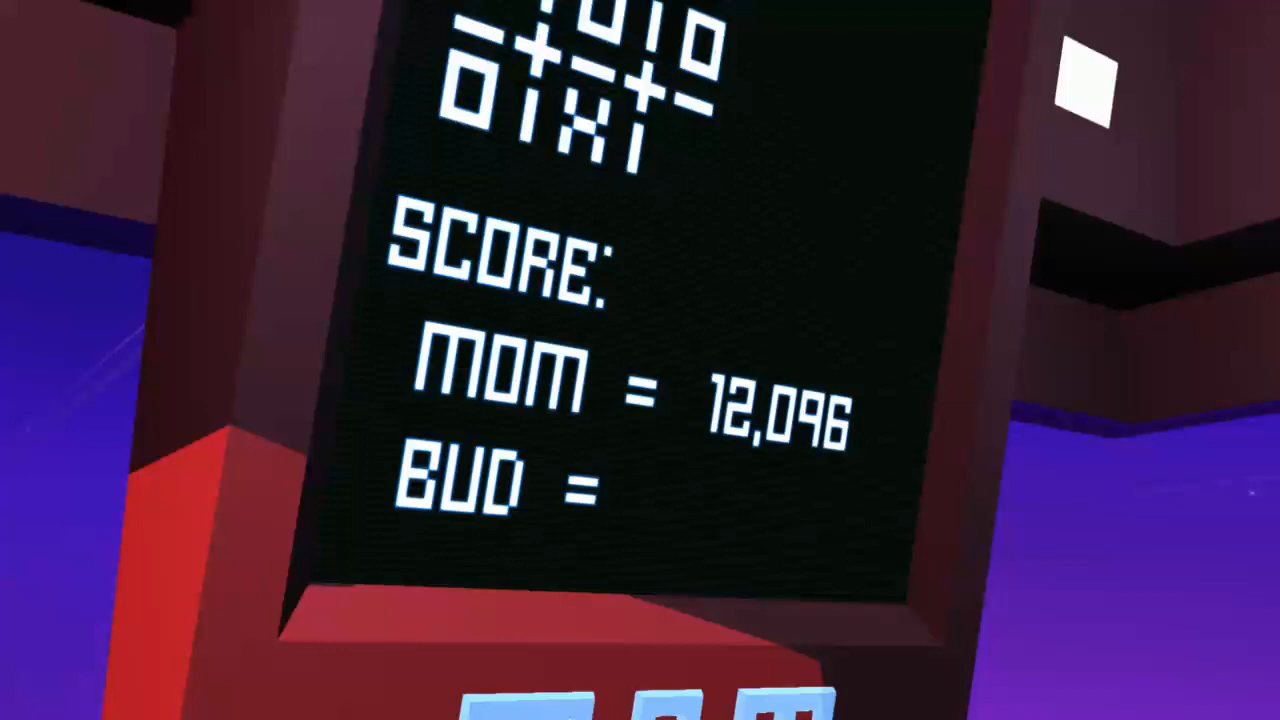 -+-+-
O|X|
SCORE:
MOM = 12,096
BUD =